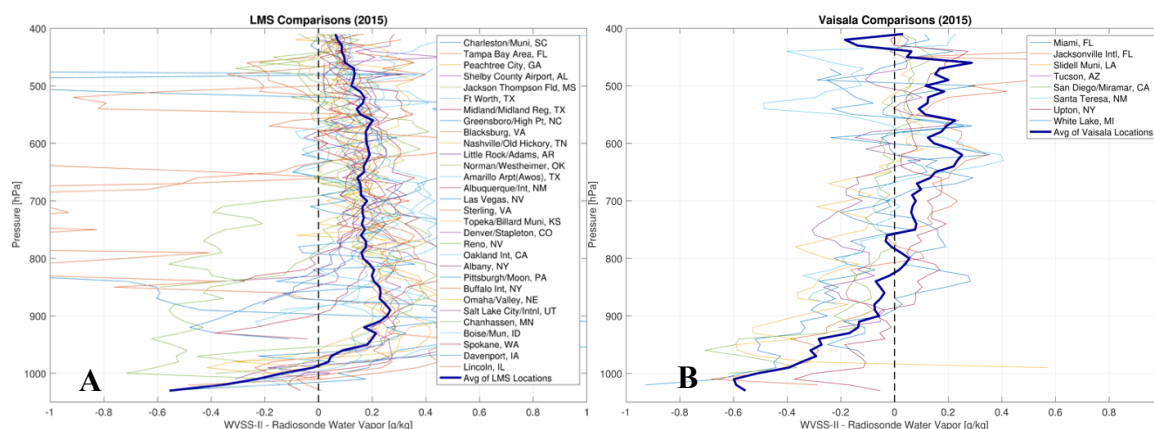 LMS Comparisons (2015)
400
500
600
700
800
900
1000
Pressure [hPa]
-1
-0.8
-0.6
-0.4
-0.2
0
0.2
0.4
0.6
0.8
1
WVSS-II - Radiosonde Water Vapor [g/kg]
A
Charleston/Muni, SC
Tampa Bay Area, FL
Peachtree City, GA
Shelby County Airport, AL
Jackson Thompson Fld, MS
Ft Worth, TX
Midland/Midland Reg, TX
Greensboro/High Pt, NC
Blacksburg, VA
Nashville/Old Hickory, TN
Little Rock/Adams, AR
Norman/Westheimer, OK
Amarillo Arpt(Awos), TX
Albuquerque/Int, NM
Las Vegas, NV
Sterling, VA
Topeka/Billard Muni, KS
Denver/Stapleton, CO
Reno, NV
Oakland Int, CA
Albany, NY
Pittsburgh/Moon, PA
Buffalo Int, NY
Omaha/Valley, NE
Salt Lake City/Intnl, UT
Chanhassen, MN
Boise/Mun, ID
Spokane, WA
Davenport, IA
Lincoln, IL
Avg of LMS Locations
Vaisala Comparisons (2015)
400
500
600
700
800
900
1000
Pressure [hPa]
-1
-0.8
-0.6
-0.4
-0.2
0
0.2
0.4
0.6
0.8
WVSS-II - Radiosonde Water Vapor [g/kg]
B
Miami, FL
Jacksonville Intl, FL
Slidell Muni, LA
Tucson, AZ
San Diego/Miramar, CA
Santa Teresa, NM
Upton, NY
White Lake, MI
Avg of Vaisala Locations